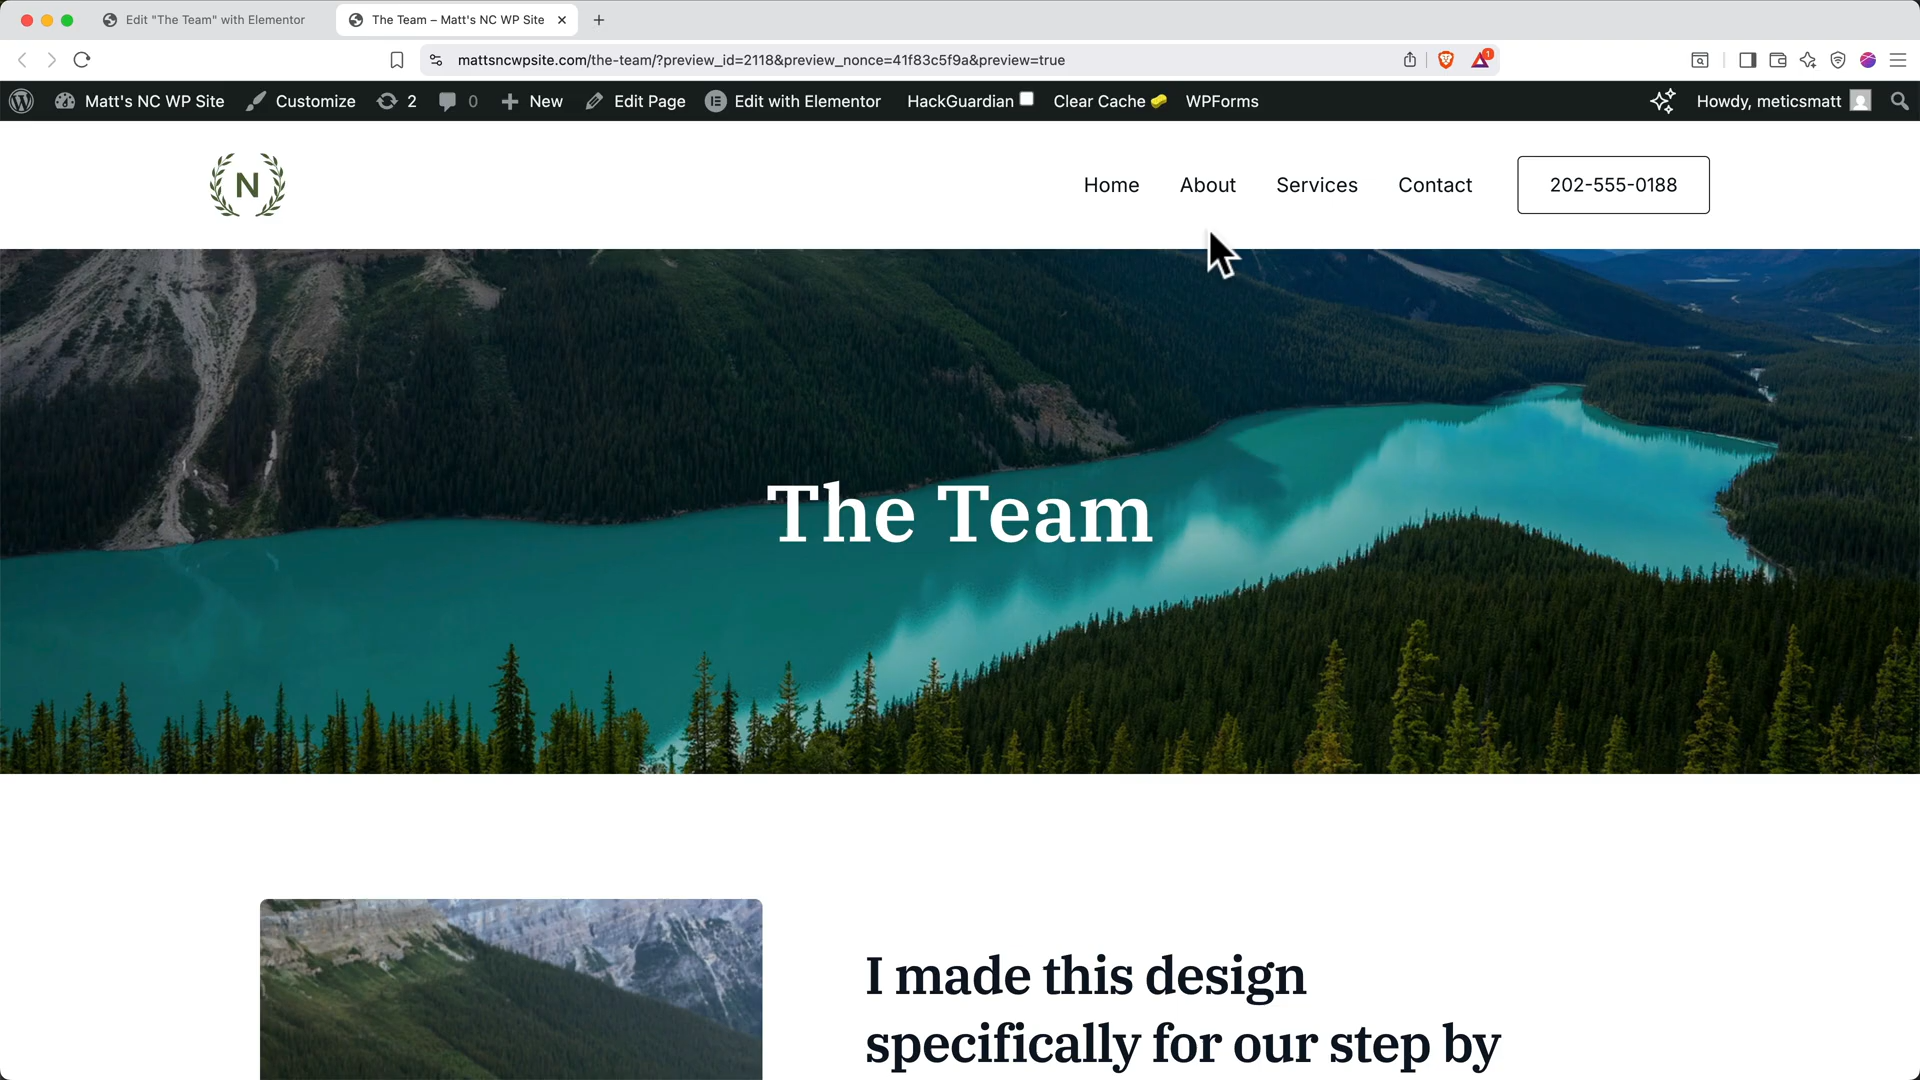 Edit "The Team" with Elementor
The Team – Matt's NC WP Site
mattsncwpsite.com/the-team/?preview_id=2118&preview_nonce=41f83c5f9a&preview=true
1
Matt's NC WP Site Customize 2 0 New Edit Page Edit with Elementor HackGuardian Clear Cache WPForms Howdy, meticsmatt
N
Home About Services Contact 202-555-0188
The Team
I made this design
specifically for our step by